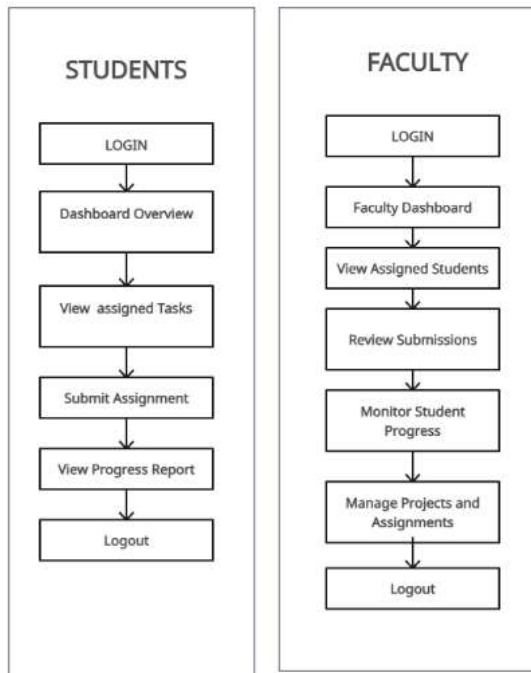 STUDENTS
LOGIN
Dashboard Overview
View assigned Tasks
Submit Assignment
View Progress Report
Logout
FACULTY
LOGIN
Faculty Dashboard
View Assigned Students
Review Submissions
Monitor Student
Progress
Manage Projects and
Assignments
Logout